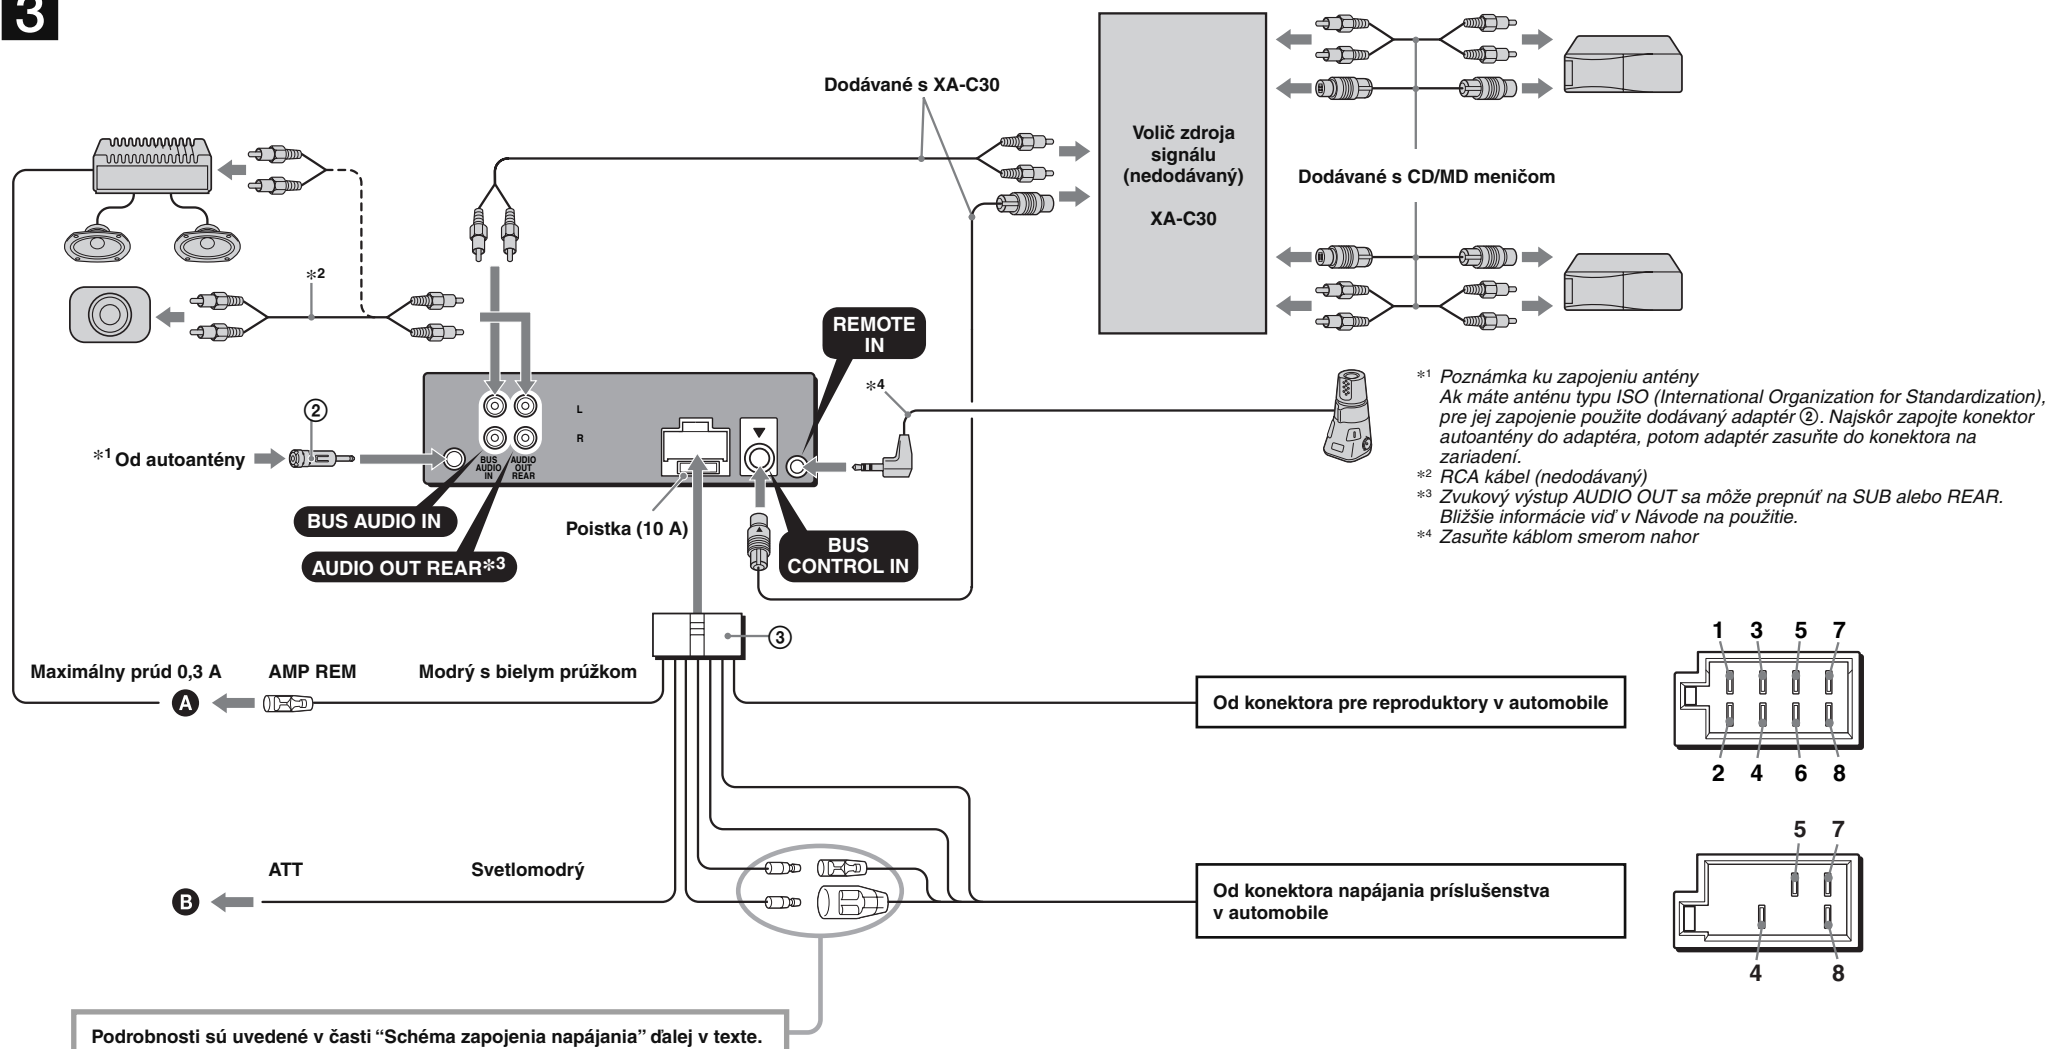 3
Dodávané s XA-C30
Volič zdroja
signálu
(nedodávaný)
XA-C30
Dodávané s CD/MD meničom
*2
REMOTE
IN
*4
②
*1 Od autoantény
L
R
BUS
AUDIO
IN
AUDIO
OUT
REAR
BUS AUDIO IN
AUDIO OUT REAR*3
Poistka (10 A)
BUS
CONTROL IN
*1 Poznámka ku zapojeniu antény
Ak máte anténu typu ISO (International Organization for Standardization),
pre jej zapojenie použite dodávaný adaptér ②. Najskôr zapojte konektor
autoantény do adaptéra, potom adaptér zasuňte do konektora na
zariadení.
*2 RCA kábel (nedodávaný)
*3 Zvukový výstup AUDIO OUT sa môže prepnúť na SUB alebo REAR.
Bližšie informácie viď v Návode na použitie.
*4 Zasuňte káblom smerom nahor
③
Maximálny prúd 0,3 A
AMP REM
Modrý s bielym prúžkom
A
Od konektora pre reproduktory v automobile
1 3 5 7
2 4 6 8
ATT
Svetlomodrý
B
Od konektora napájania príslušenstva
v automobile
5 7
4 8
Podrobnosti sú uvedené v časti “Schéma zapojenia napájania” ďalej v texte.